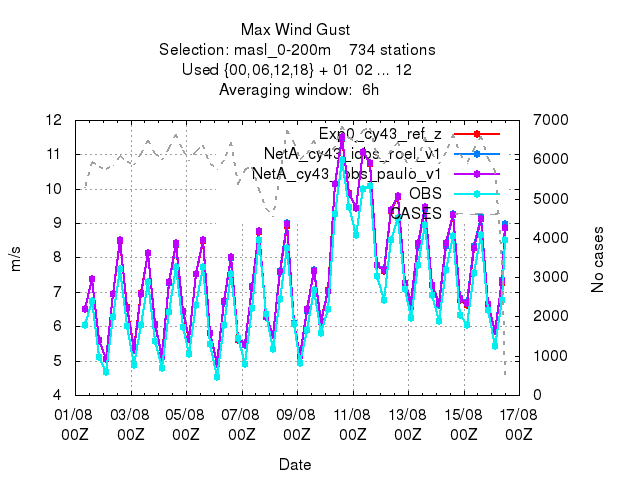 Max Wind Gust
Selection: masl_0-200m 734 stations
Used {00,06,12,18} + 01 02 ... 12
Averaging window: 6h
12
11
10
9
8
7
6
5
4
m/s
7000
6000
5000
4000
3000
2000
1000
0
No cases
Exp0_cy43_ref_z
NetA_cy43_iobs_roel_v1
NetA_cy43_iobs_paulo_v1
OBS
CASES
01/08 03/08 05/08 07/08 09/08 11/08 13/08 15/08 17/08
00Z 00Z 00Z 00Z 00Z 00Z 00Z 00Z 00Z
Date